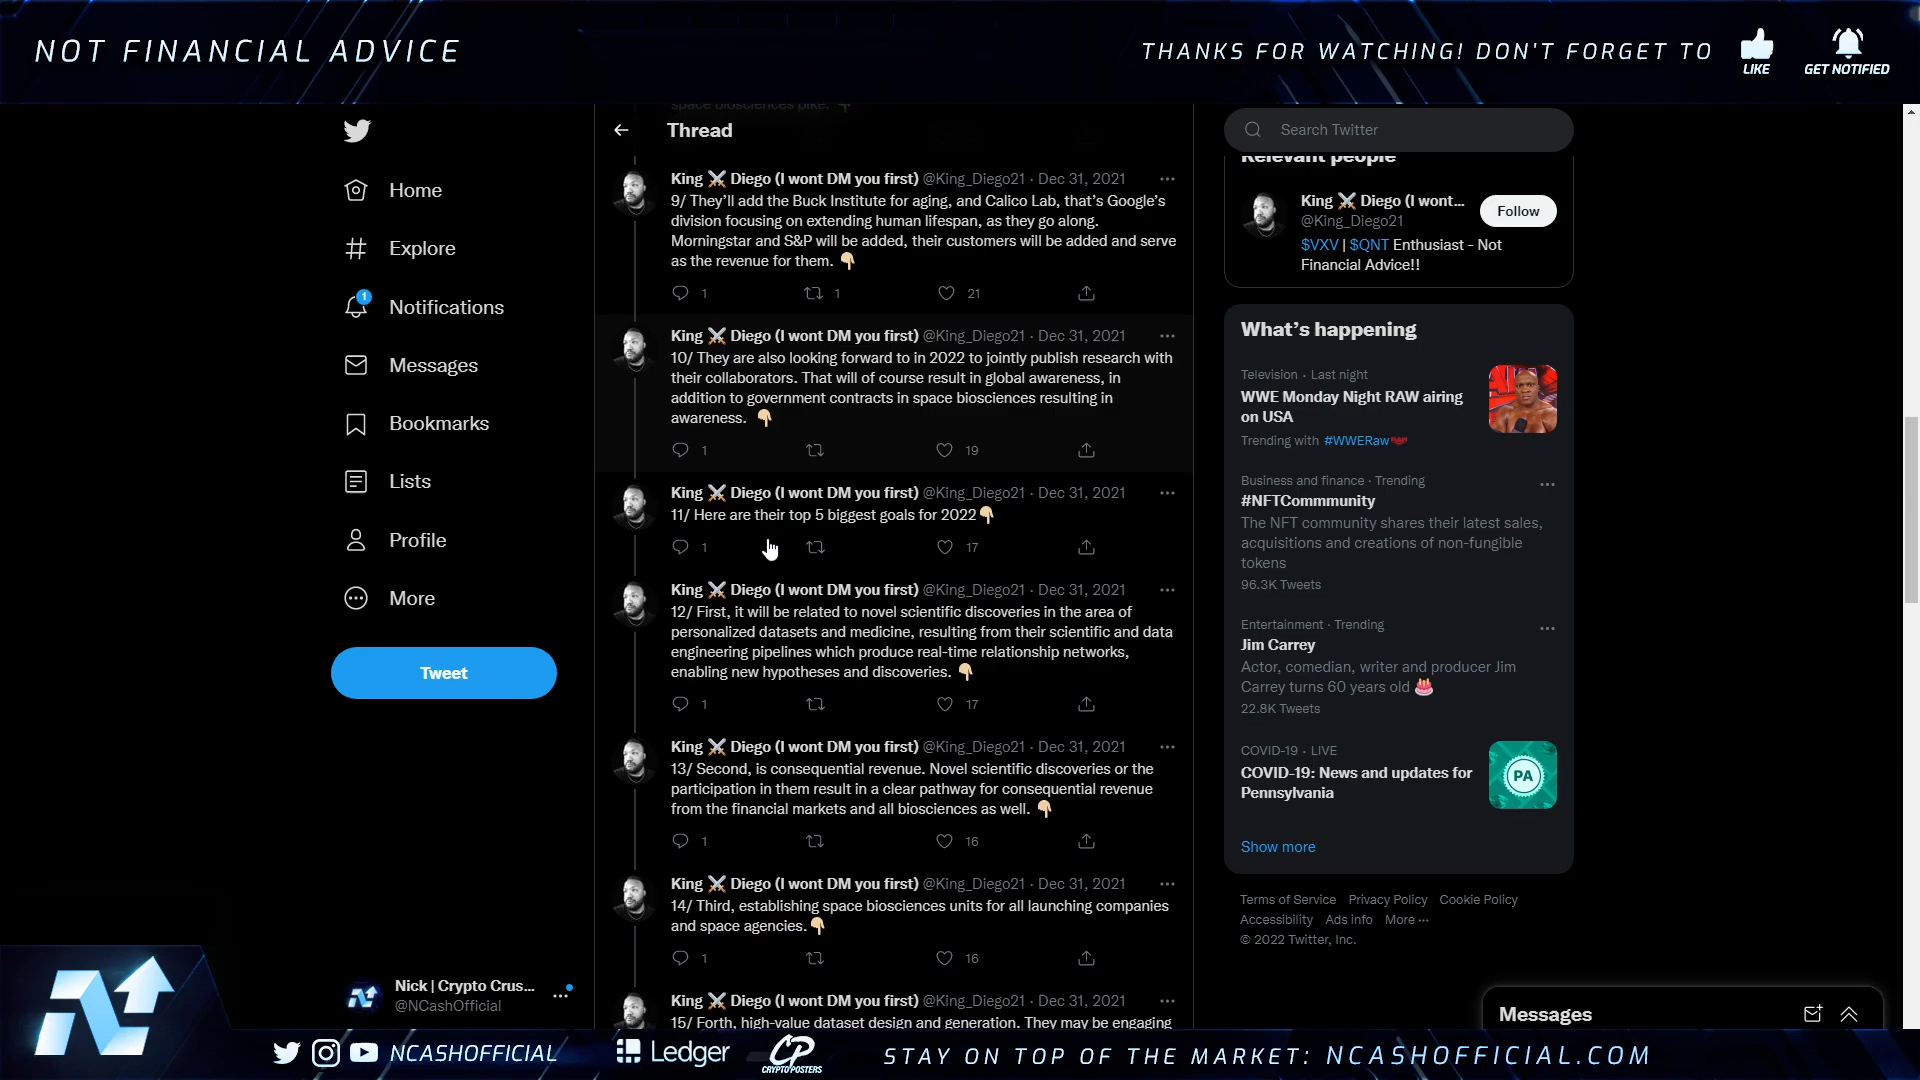 NOT FINANCIAL ADVICE
THANKS FOR WATCHING! DON'T FORGET TO
LIKE
GET NOTIFIED
Home
Explore
1
Notifications
Messages
Bookmarks
Lists
Profile
More
Tweet
Nick | Crypto Crus...
@NCashOfficial
space biosciences pike.
Thread
King ⚔️ Diego (I wont DM you first) @King_Diego21 · Dec 31, 2021
9/ They'll add the Buck Institute for aging, and Calico Lab, that's Google's
division focusing on extending human lifespan, as they go along.
Morningstar and S&P will be added, their customers will be added and serve
as the revenue for them. 👇🏼
1 1 21
King ⚔️ Diego (I wont DM you first) @King_Diego21 · Dec 31, 2021
10/ They are also looking forward to in 2022 to jointly publish research with
their collaborators. That will of course result in global awareness, in
addition to government contracts in space biosciences resulting in
awareness. 👇🏼
1 19
King ⚔️ Diego (I wont DM you first) @King_Diego21 · Dec 31, 2021
11/ Here are their top 5 biggest goals for 2022👇🏼
1 17
King ⚔️ Diego (I wont DM you first) @King_Diego21 · Dec 31, 2021
12/ First, it will be related to novel scientific discoveries in the area of
personalized datasets and medicine, resulting from their scientific and data
engineering pipelines which produce real-time relationship networks,
enabling new hypotheses and discoveries. 👇🏼
1 17
King ⚔️ Diego (I wont DM you first) @King_Diego21 · Dec 31, 2021
13/ Second, is consequential revenue. Novel scientific discoveries or the
participation in them result in a clear pathway for consequential revenue
from the financial markets and all biosciences as well. 👇🏼
1 16
King ⚔️ Diego (I wont DM you first) @King_Diego21 · Dec 31, 2021
14/ Third, establishing space biosciences units for all launching companies
and space agencies.👇🏼
1 16
King ⚔️ Diego (I wont DM you first) @King_Diego21 · Dec 31, 2021
15/ Forth, high-value dataset design and generation. They may be engaging
Search Twitter
Relevant people
King ⚔️ Diego (I wont...
@King_Diego21
Follow
$VXV | $QNT Enthusiast - Not
Financial Advice!!
What's happening
Television · Last night
WWE Monday Night RAW airing
on USA
Trending with #WWERaw
Business and finance · Trending
#NFTCommmunity
The NFT community shares their latest sales,
acquisitions and creations of non-fungible
tokens
96.3K Tweets
Entertainment · Trending
Jim Carrey
Actor, comedian, writer and producer Jim
Carrey turns 60 years old 🎂
22.8K Tweets
COVID-19 · LIVE
COVID-19: News and updates for
Pennsylvania
PA
Show more
Terms of Service Privacy Policy Cookie Policy
Accessibility Ads info More ···
© 2022 Twitter, Inc.
Messages
NCASHOFFICIAL
Ledger
CP
CRYPTOPOSTERS
STAY ON TOP OF THE MARKET: NCASHOFFICIAL.COM